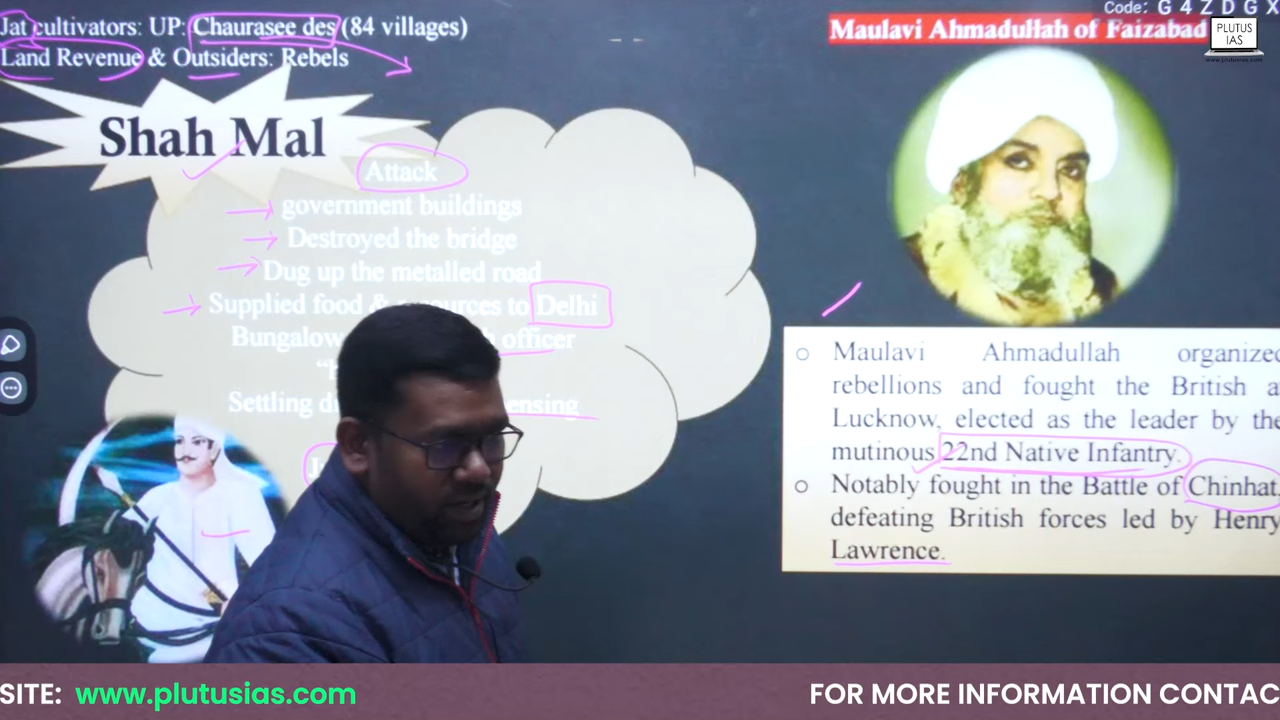 Code: G 4 Z D G X
Jat cultivators: UP: Chaurasee des (84 villages)
Land Revenue & Outsiders: Rebels
Shah Mal
Attack
government buildings
Destroyed the bridge
Dug up the metalled road
Supplied food & resources to Delhi
officer
Settling
Maulavi Ahmadullah of Faizabad
PLUTUS
IAS
www.plutusias.com
Maulavi Ahmadullah organized
rebellions and fought the British a
Lucknow, elected as the leader by the
mutinous 22nd Native Infantry.
Notably fought in the Battle of Chinhat,
defeating British forces led by Henry
Lawrence.
SITE: www.plutusias.com
FOR MORE INFORMATION CONTAC